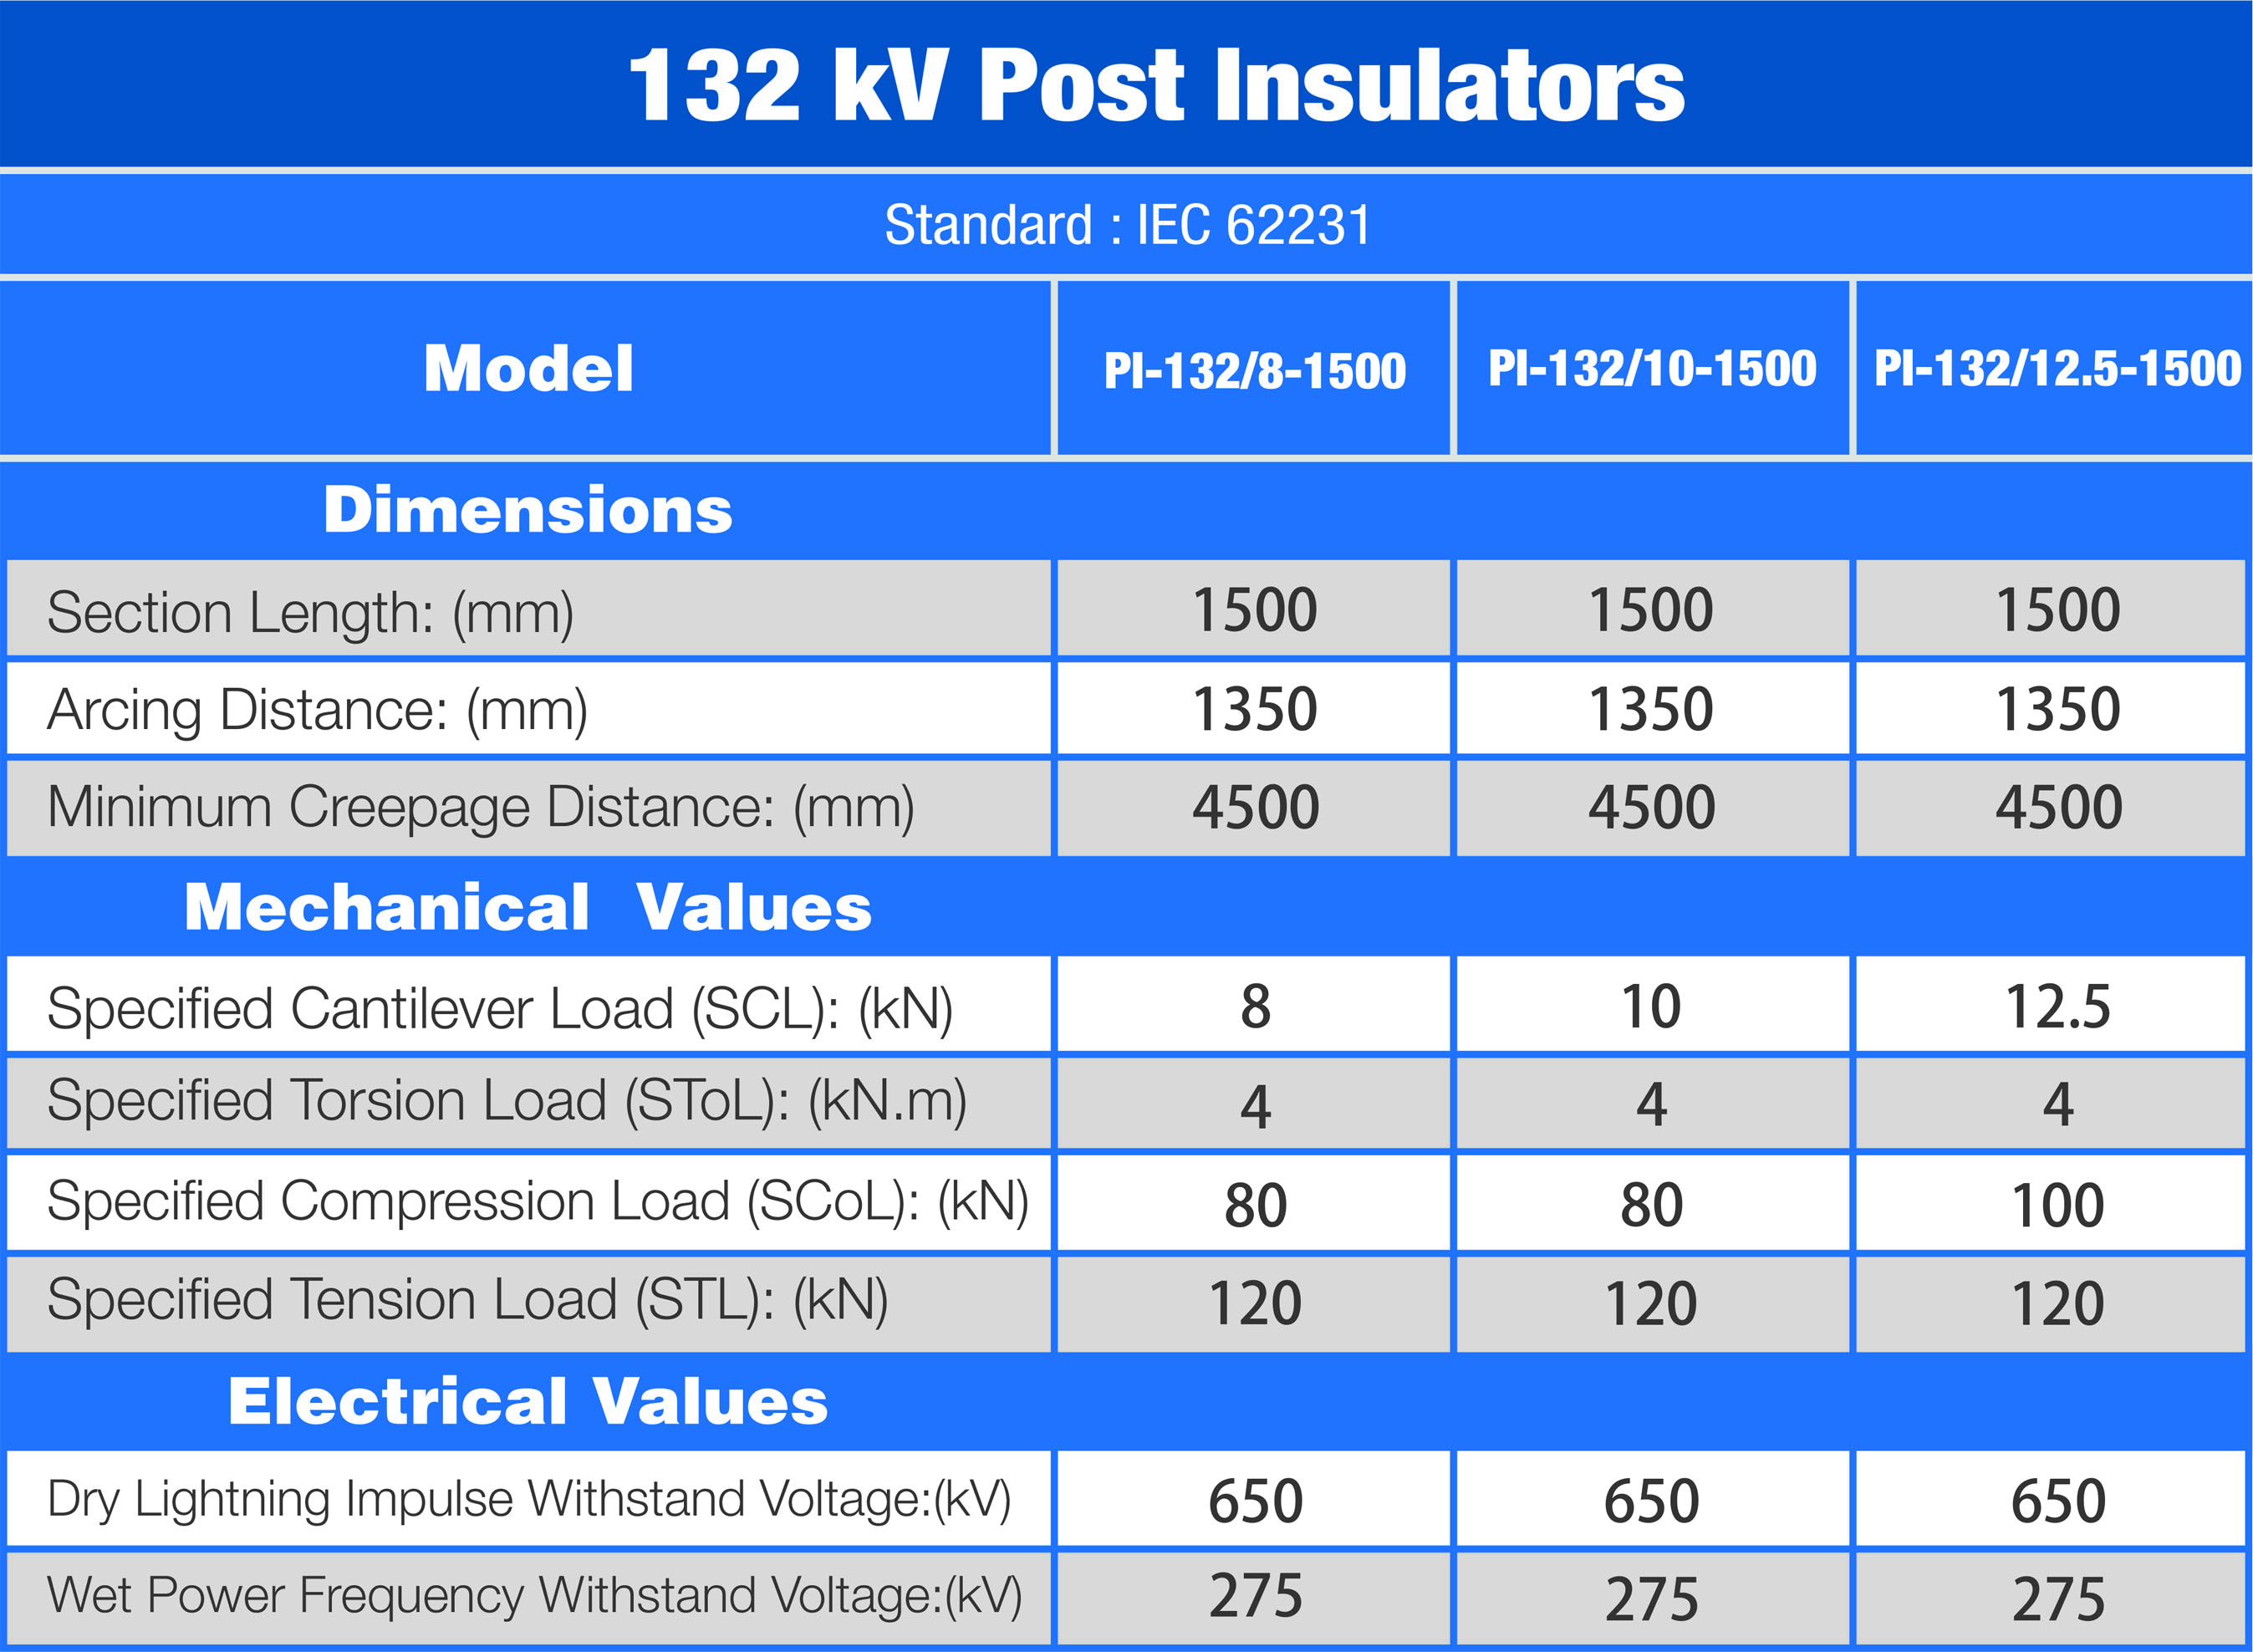 132 kV Post Insulators
Standard : IEC 62231
Model PI-132/8-1500 PI-132/10-1500 PI-132/12.5-1500
Dimensions
Section Length: (mm) 1500 1500 1500
Arcing Distance: (mm) 1350 1350 1350
Minimum Creepage Distance: (mm) 4500 4500 4500
Mechanical Values
Specified Cantilever Load (SCL): (kN) 8 10 12.5
Specified Torsion Load (SToL): (kN.m) 4 4 4
Specified Compression Load (SCoL): (kN) 80 80 100
Specified Tension Load (STL): (kN) 120 120 120
Electrical Values
Dry Lightning Impulse Withstand Voltage:(kV) 650 650 650
Wet Power Frequency Withstand Voltage:(kV) 275 275 275